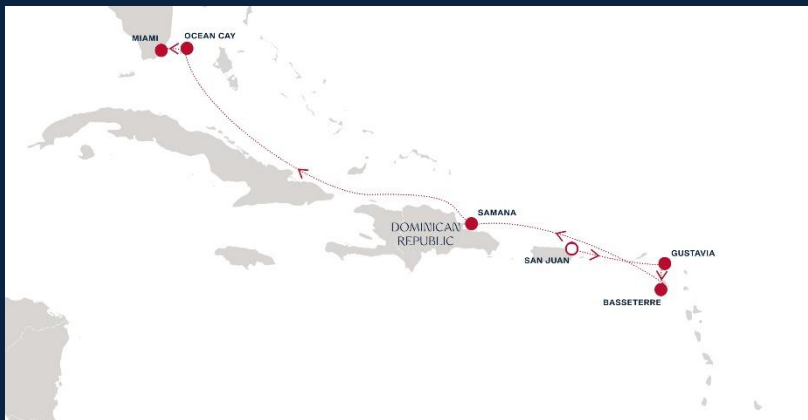 MIAMI
OCEAN CAY
SAMANA
DOMINICAN
REPUBLIC
SAN JUAN
GUSTAVIA
BASSETERRE